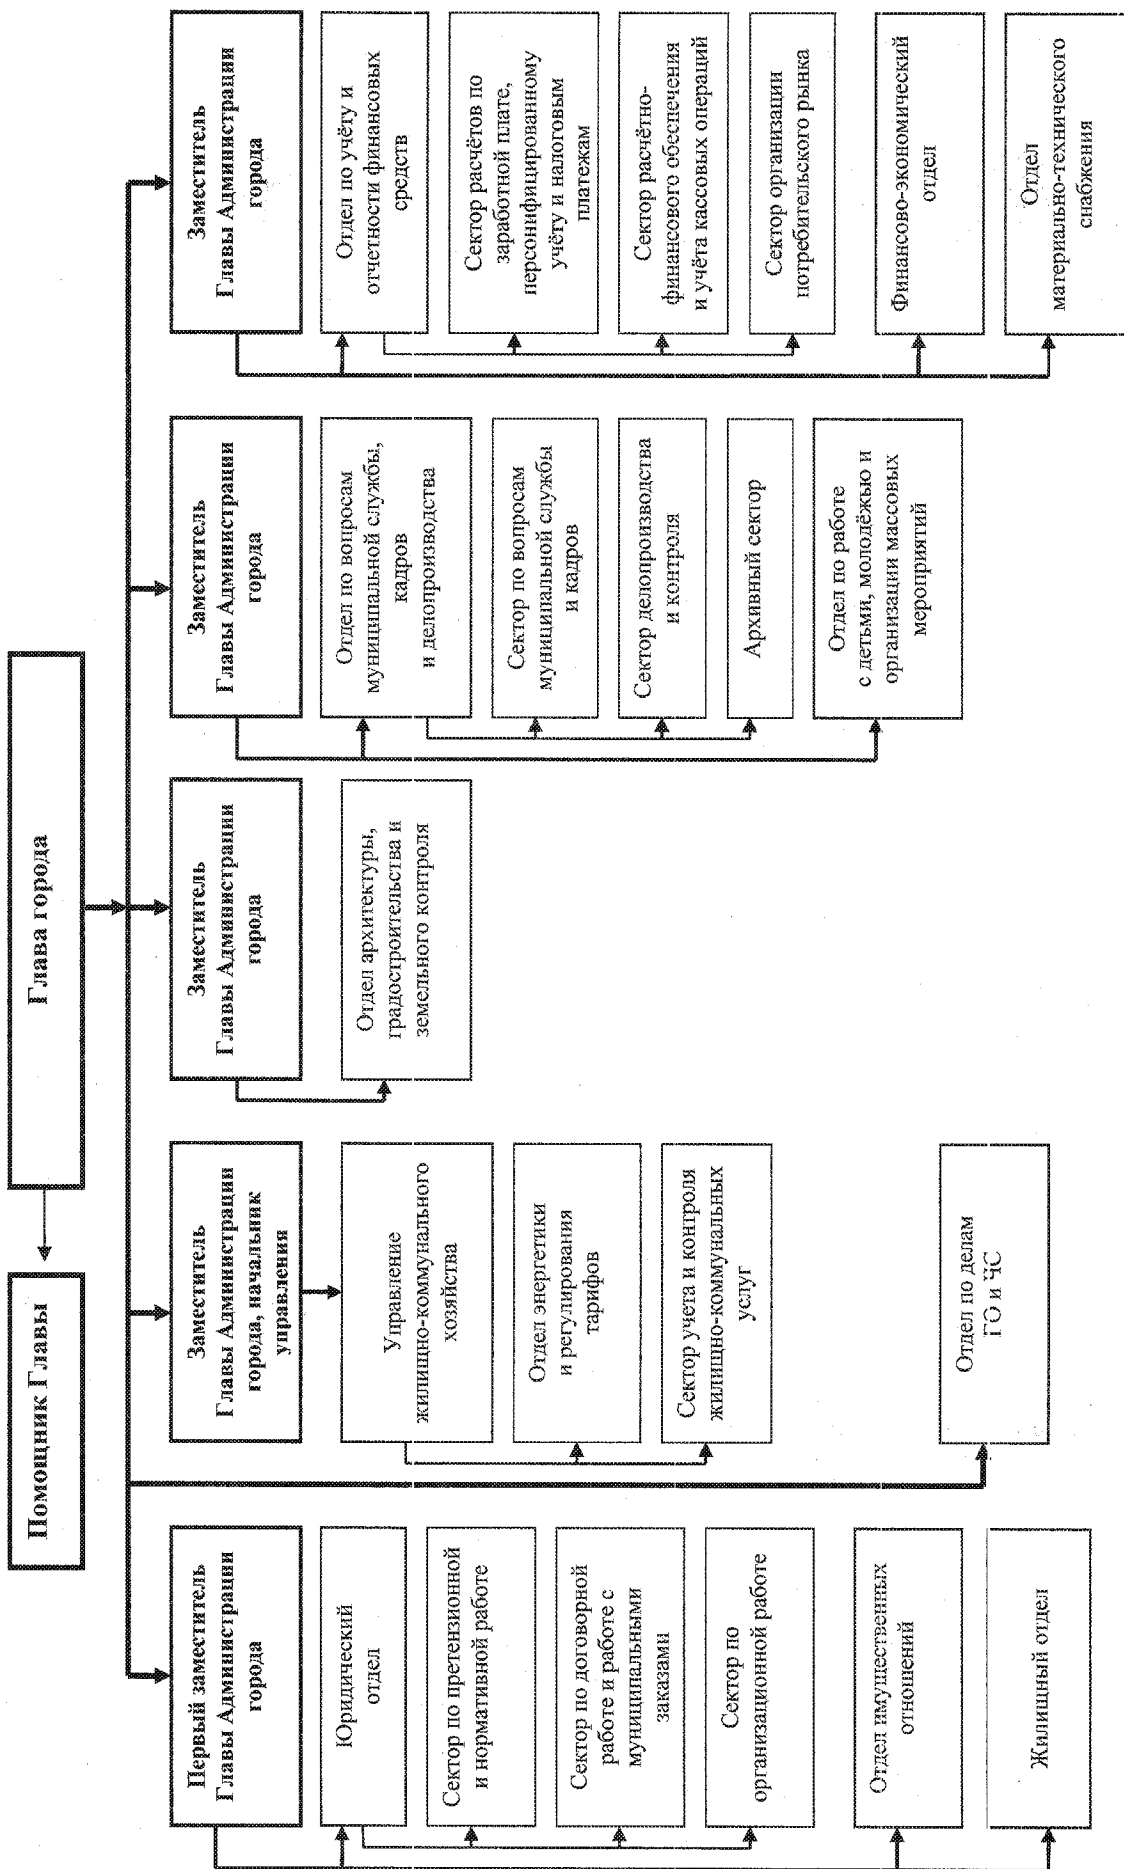 Помощник Главы
Глава города
Первый заместитель
Главы Администрации
города
Юридический
отдел
Сектор по претензионной
и нормативной работе
Сектор по договорной
работе и работе с
муниципальными
заказами
Сектор по
организационной работе
Отдел имущественных
отношений
Жилищный отдел
Заместитель
Главы Администрации
города, начальник
управления
Управление
жилищно-коммунального
хозяйства
Отдел энергетики
и регулирования
тарифов
Сектор учета и контроля
жилищно-коммунальных
услуг
Отдел по делам
ГО и ЧС
Заместитель
Главы Администрации
города
Отдел архитектуры,
градостроительства и
земельного контроля
Заместитель
Главы Администрации
города
Отдел по вопросам
муниципальной службы,
кадров
и делопроизводства
Сектор по вопросам
муниципальной службы
и кадров
Сектор делопроизводства
и контроля
Архивный сектор
Отдел по работе
с детьми, молодёжью и
организации массовых
мероприятий
Заместитель
Главы Администрации
города
Отдел по учёту и
отчетности финансовых
средств
Сектор расчётов по
заработной плате,
персонифицированному
учёту и налоговым
платежам
Сектор расчётно-
финансового обеспечения
и учёта кассовых операций
Сектор организации
потребительского рынка
Финансово-экономический
отдел
Отдел
материально-технического
снабжения